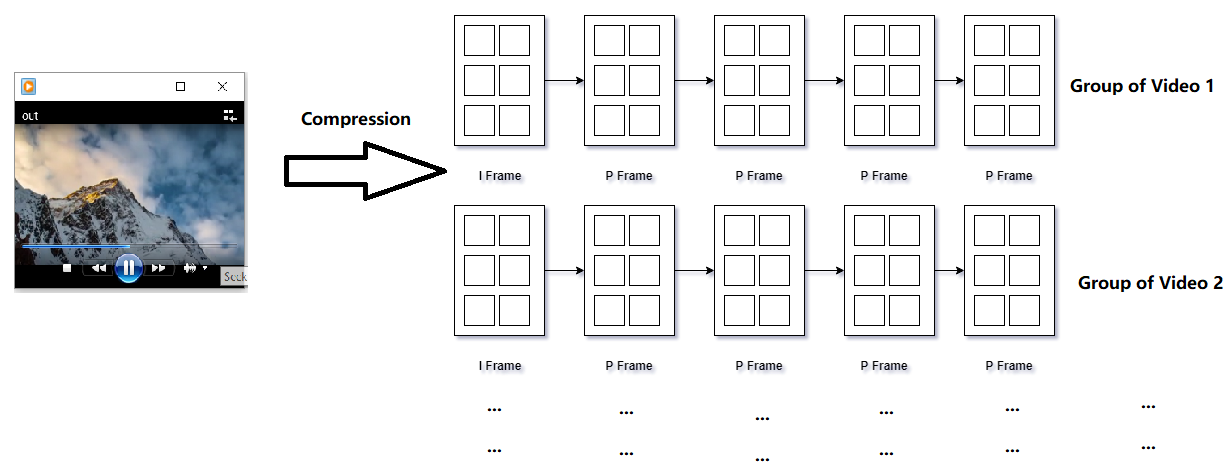 out
Seek
Compression
Group of Video 1
I Frame
P Frame
P Frame
P Frame
P Frame
Group of Video 2
I Frame
P Frame
P Frame
P Frame
P Frame
... ... ... ... ... ...
... ... ... ... ... ...